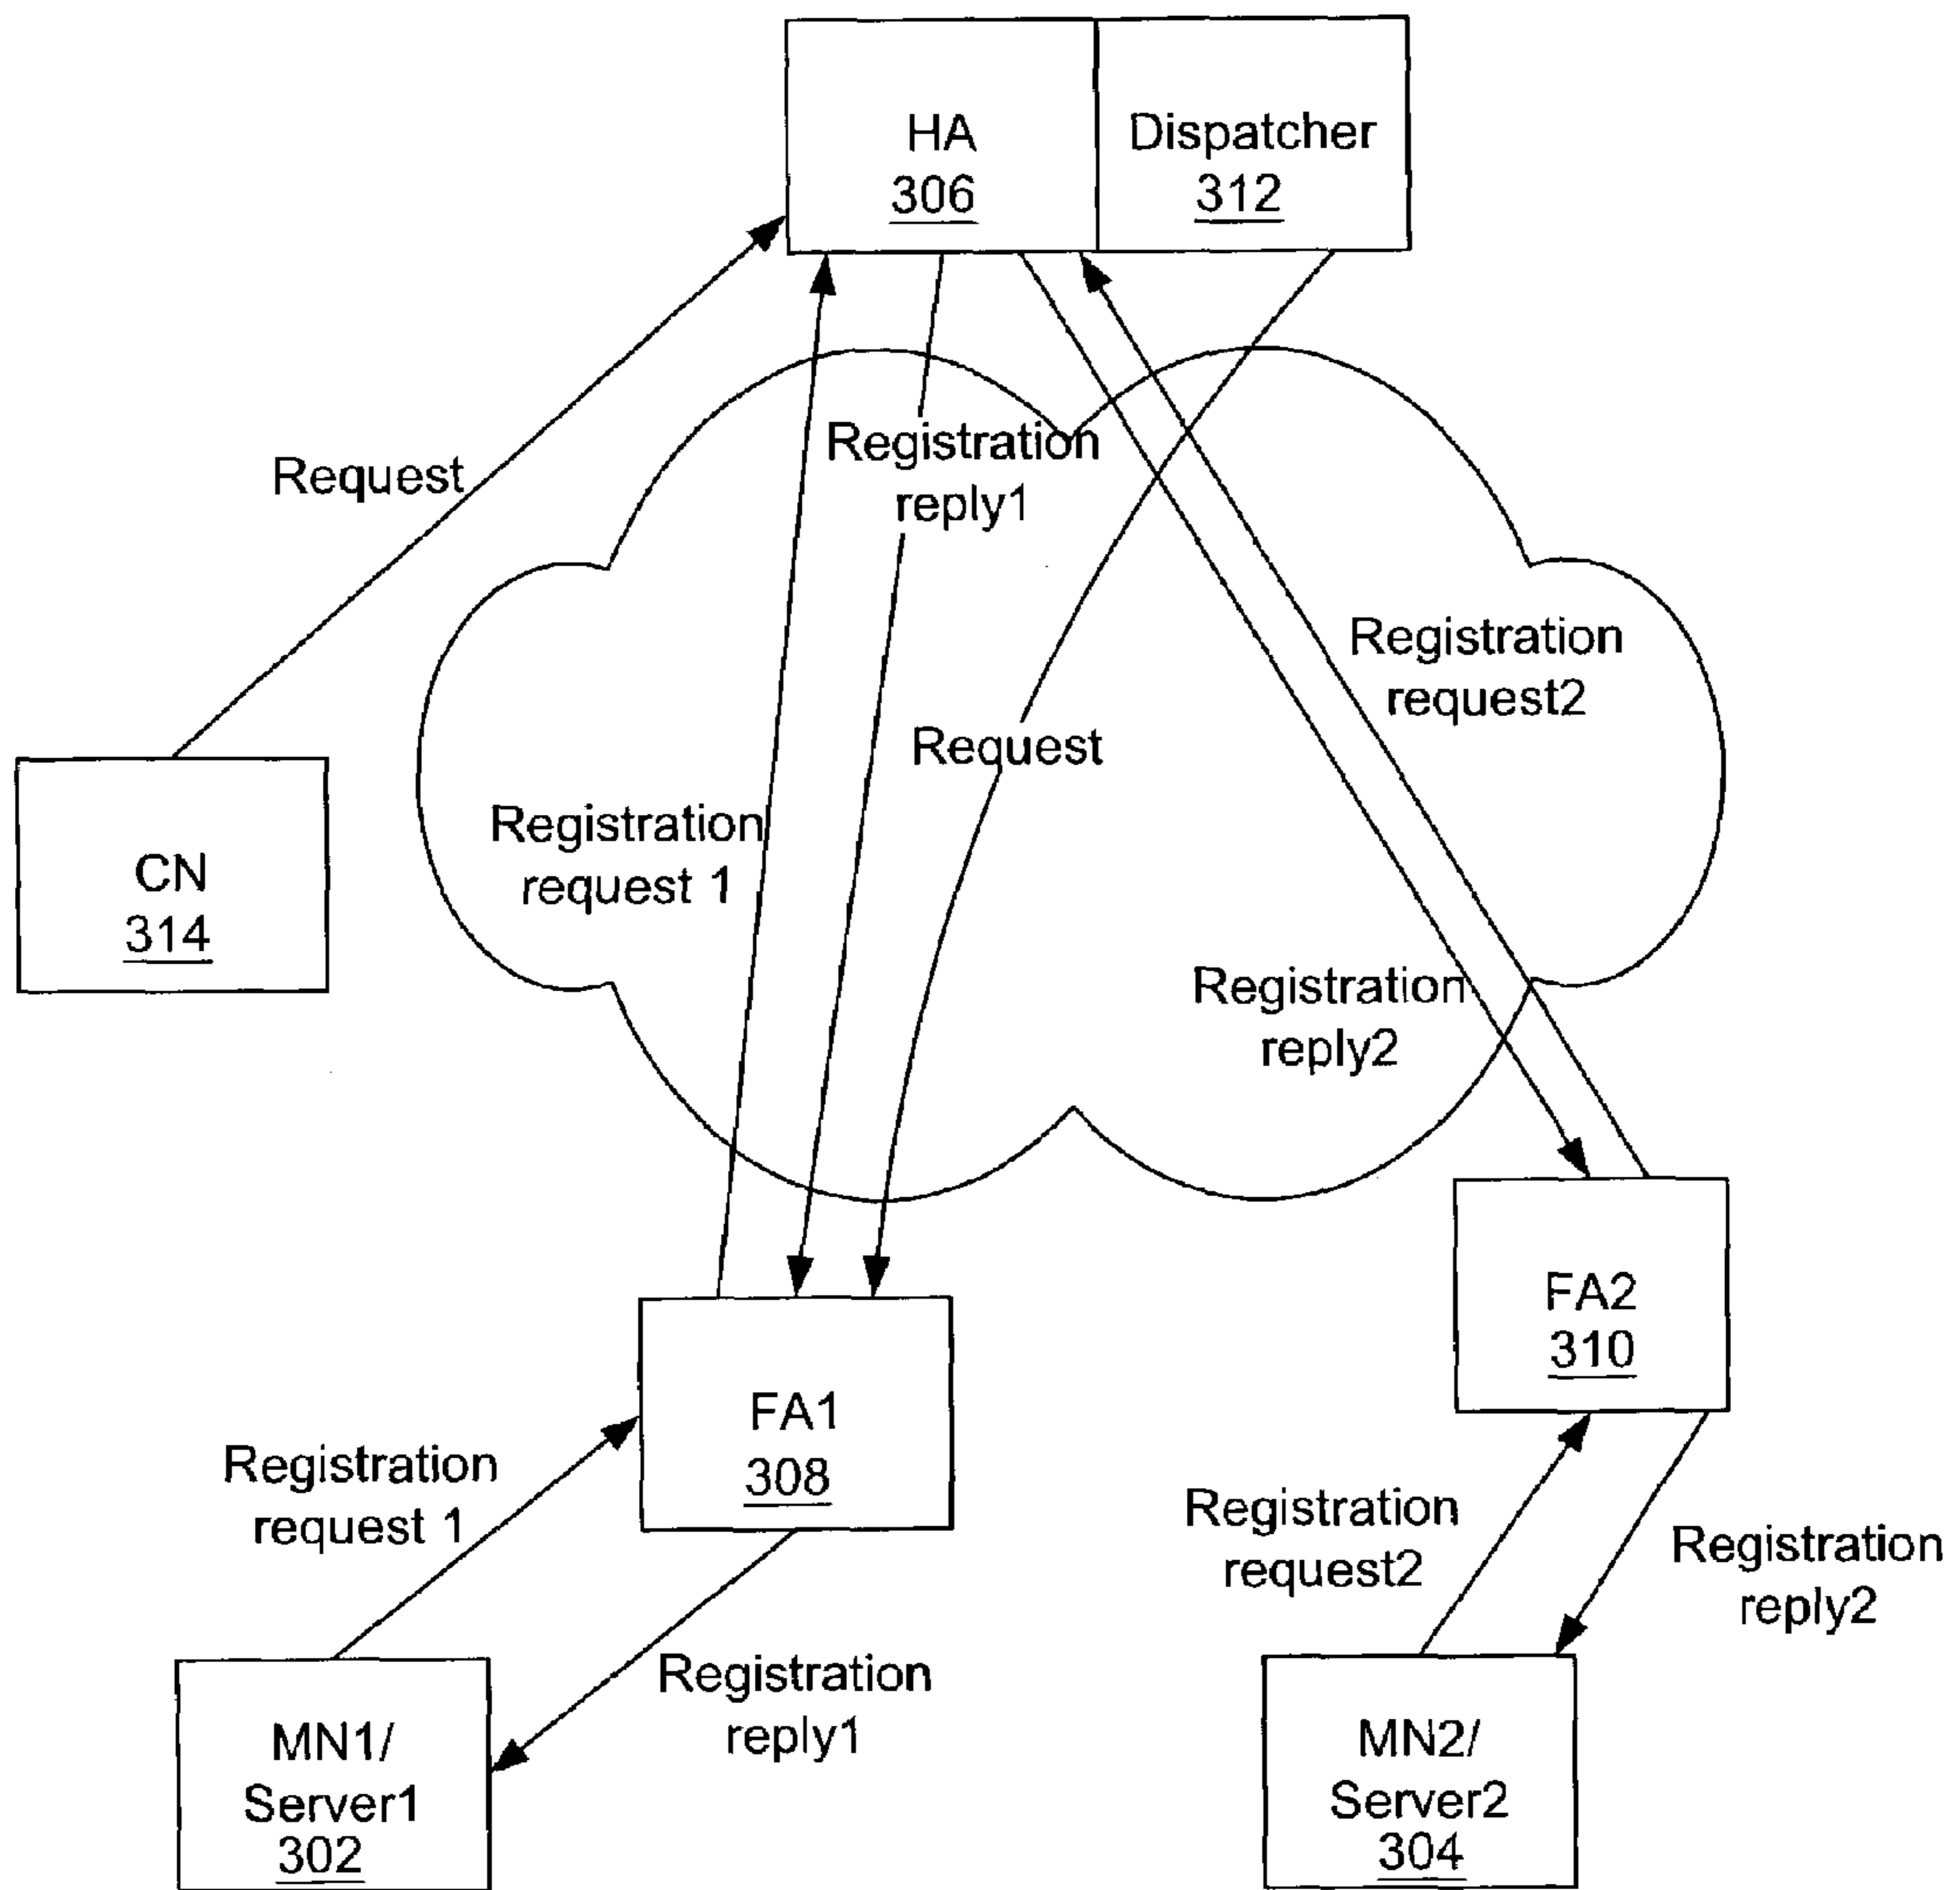 HA
306
Dispatcher
312
Registration
reply1
Request
Registration
request2
Request
Registration
request 1
CN
314
Registration
reply2
FA2
310
FA1
308
Registration
request 1
Registration
request2
Registration
reply2
Registration
reply1
MN1/
Server1
302
MN2/
Server2
304